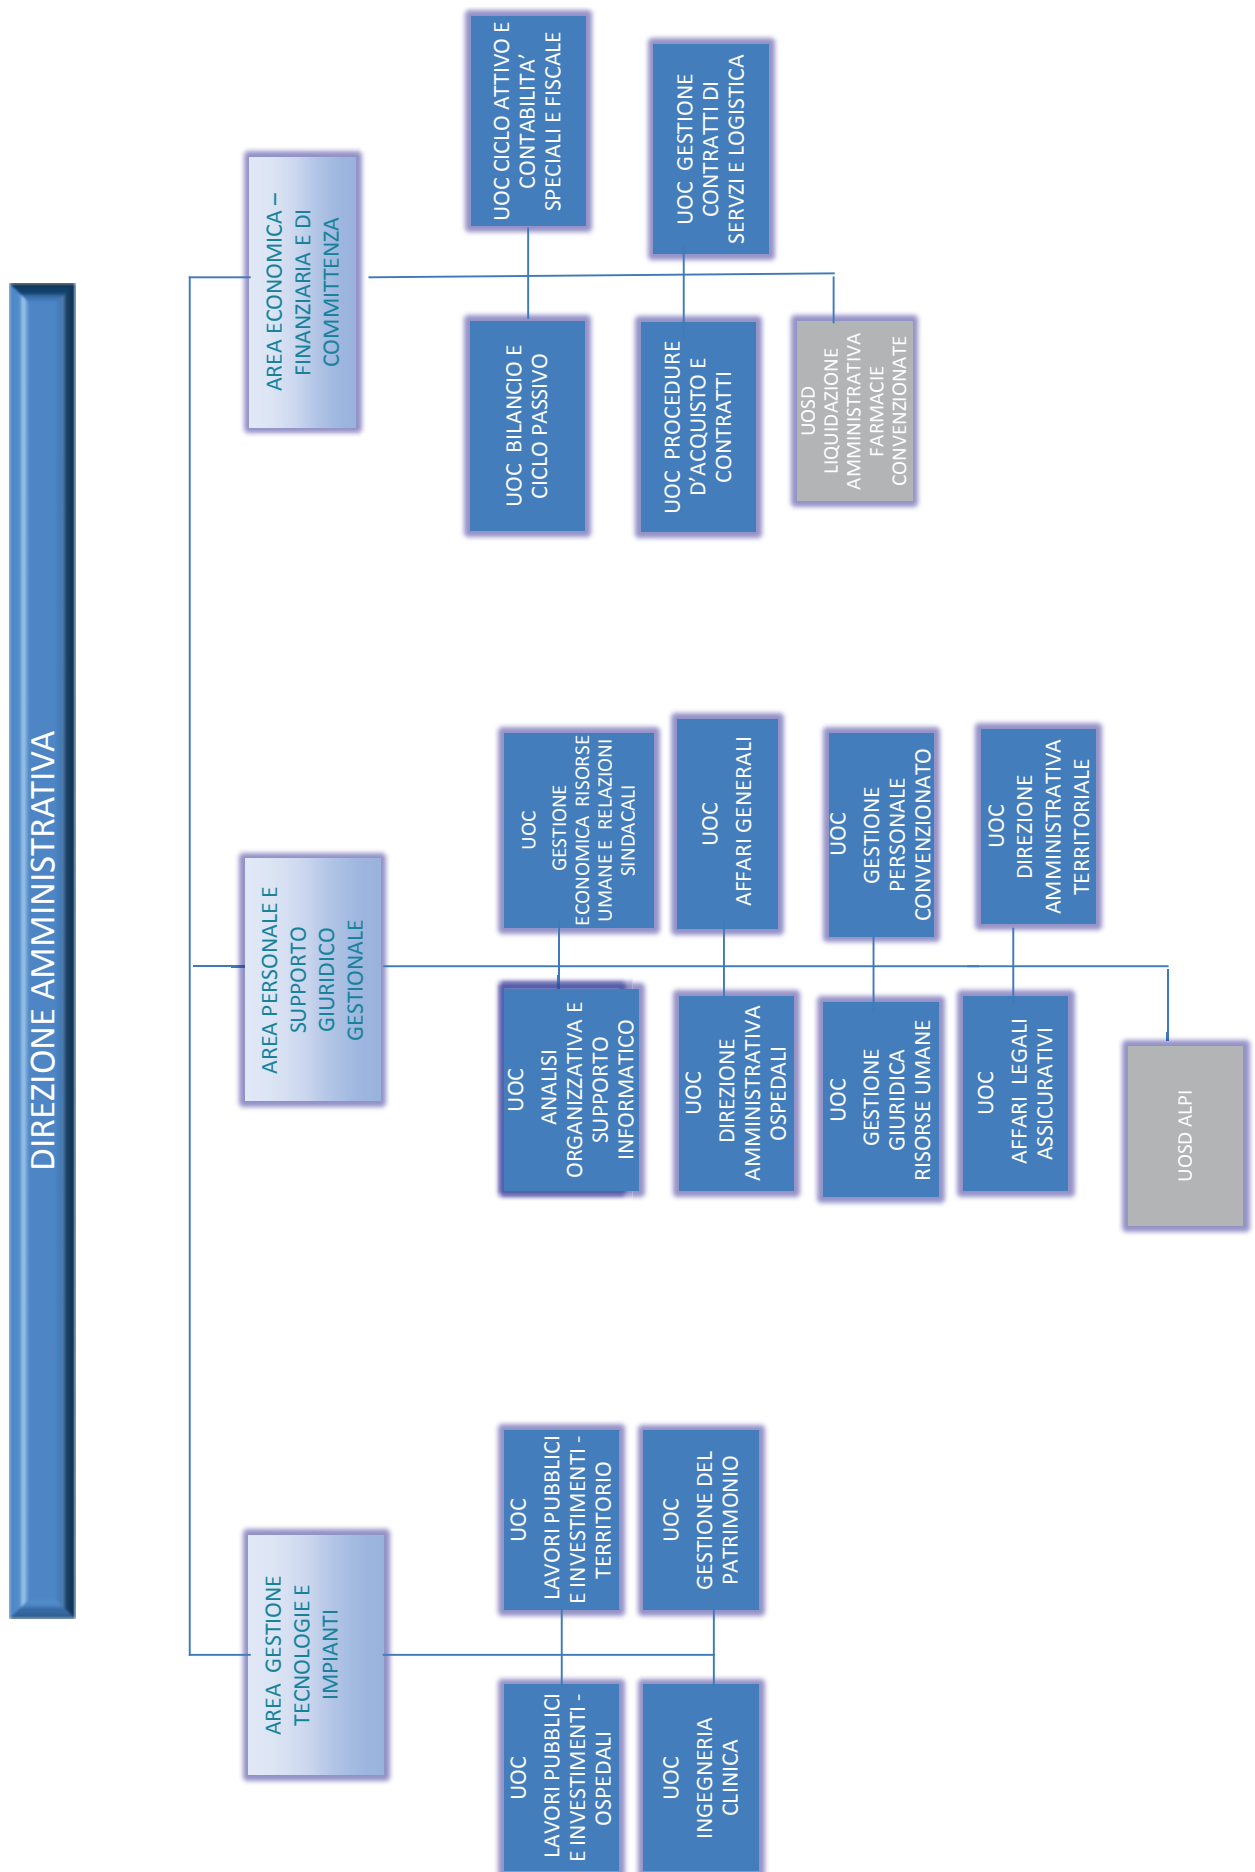 DIREZIONE AMMINISTRATIVA
AREA GESTIONE
TECNOLOGIE E
IMPIANTI
AREA PERSONALE E
SUPPORTO
GIURIDICO
GESTIONALE
AREA ECONOMICA –
FINANZIARIA E DI
COMMITTENZA
UOC
LAVORI PUBBLICI
E INVESTIMENTI -
OSPEDALI
UOC
LAVORI PUBBLICI
E INVESTIMENTI -
TERRITORIO
UOC
INGEGNERIA
CLINICA
UOC
GESTIONE DEL
PATRIMONIO
UOC
ANALISI
ORGANIZZATIVA E
SUPPORTO
INFORMATICO
UOC
GESTIONE
ECONOMICA RISORSE
UMANE E RELAZIONI
SINDACALI
UOC
DIREZIONE
AMMINISTRATIVA
OSPEDALI
UOC
AFFARI GENERALI
UOC
GESTIONE
GIURIDICA
RISORSE UMANE
UOC
GESTIONE
PERSONALE
CONVENZIONATO
UOC
AFFARI LEGALI
ASSICURATIVI
UOC
DIREZIONE
AMMINISTRATIVA
TERRITORIALE
UOSD ALPI
UOC BILANCIO E
CICLO PASSIVO
UOC CICLO ATTIVO E
CONTABILITA’
SPECIALI E FISCALE
UOC PROCEDURE
D’ACQUISTO E
CONTRATTI
UOC GESTIONE
CONTRATTI DI
SERVZI E LOGISTICA
UOSD
LIQUIDAZIONE
AMMINISTRATIVA
FARMACIE
CONVENZIONATE